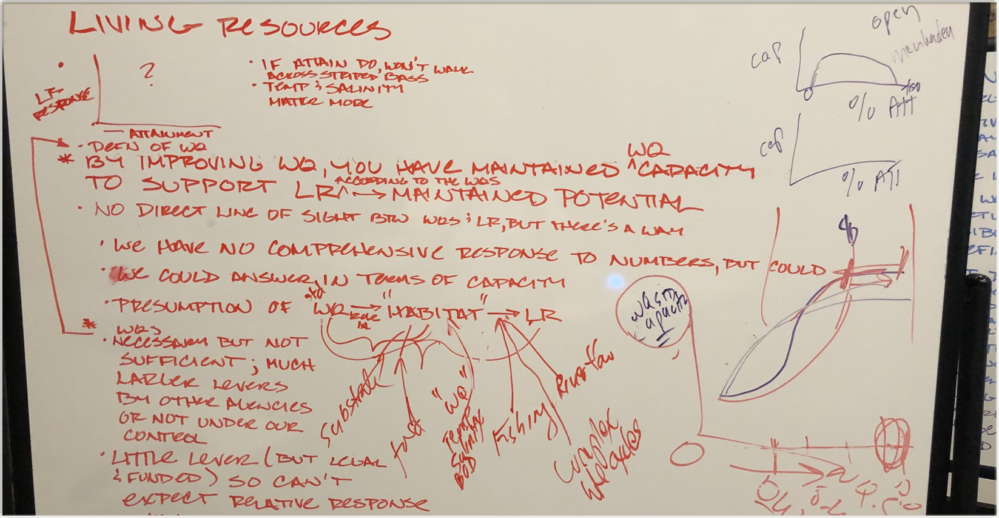 LIVING RESOURCES
?
LR
RESPONSE
ATTAINMENT
• IF ATTAIN DO, WON'T WALK
ACROSS STRIPED BASS
• TEMP & SALINITY
MATTER MORE
• DEFN OF WQ
* BY IMPROVING WQ, YOU HAVE MAINTAINED ^ CAPACITY
WQ
TO SUPPORT LR ^ → MAINTAINED POTENTIAL
ACCORDING TO THE WQS
• NO DIRECT LINE OF SIGHT BTW WQS & LR, BUT THERE'S A WAY
• WE HAVE NO COMPREHENSIVE RESPONSE TO NUMBERS, BUT COULD
• WE COULD ANSWER IN TERMS OF CAPACITY
• PRESUMPTION OF "WQ → "HABITAT" → LR
*
WQS
• NECESSARY BUT NOT
SUFFICIENT; MUCH
LARGER LEVERS
BY OTHER AGENCIES
OR NOT UNDER OUR
CONTROL
• LITTLE LEVER (BUT LEGAL
& FUNDED) SO CAN'T
EXPECT RELATIVE RESPONSE
Substrate
food
"WQ"
Temp
Salinity
BOD
Fishing
Complex
River flow
open
menhaden
cap
0
100
% Att
cap
% Att